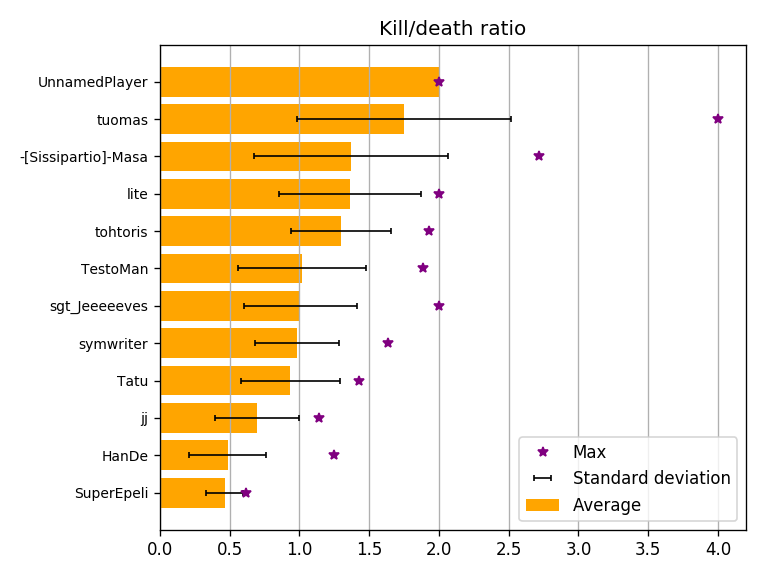 Kill/death ratio
UnnamedPlayer
tuomas
-[Sissipartio]-Masa
lite
tohtoris
TestoMan
sgt_Jeeeeeves
symwriter
Tatu
jj
HanDe
SuperEpeli
Max
Standard deviation
Average
0.0 0.5 1.0 1.5 2.0 2.5 3.0 3.5 4.0